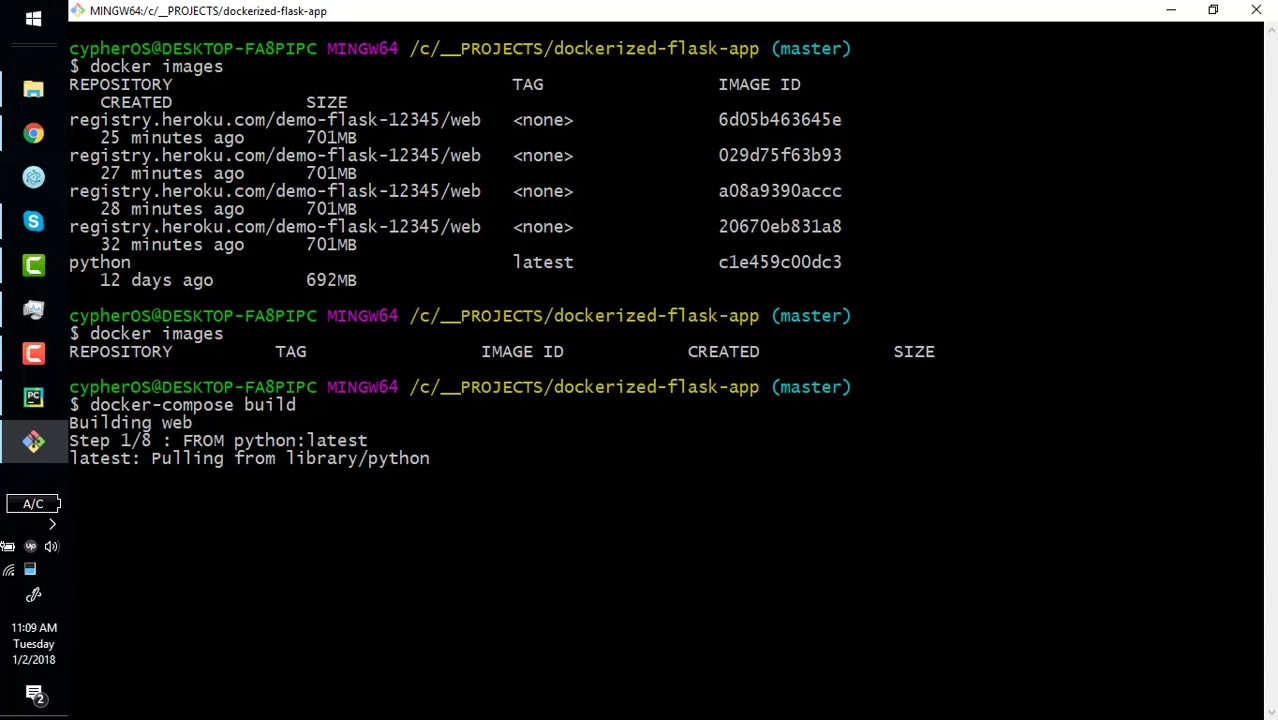 MINGW64:/c/__PROJECTS/dockerized-flask-app
cypherOS@DESKTOP-FA8PIPC MINGW64 /c/__PROJECTS/dockerized-flask-app (master)
$ docker images
REPOSITORY TAG IMAGE ID
CREATED SIZE
registry.heroku.com/demo-flask-12345/web <none> 6d05b463645e
25 minutes ago 701MB
registry.heroku.com/demo-flask-12345/web <none> 029d75f63b93
27 minutes ago 701MB
registry.heroku.com/demo-flask-12345/web <none> a08a9390accc
28 minutes ago 701MB
registry.heroku.com/demo-flask-12345/web <none> 20670eb831a8
32 minutes ago 701MB
python latest c1e459c00dc3
12 days ago 692MB
cypherOS@DESKTOP-FA8PIPC MINGW64 /c/__PROJECTS/dockerized-flask-app (master)
$ docker images
REPOSITORY TAG IMAGE ID CREATED SIZE
cypherOS@DESKTOP-FA8PIPC MINGW64 /c/__PROJECTS/dockerized-flask-app (master)
$ docker-compose build
Building web
Step 1/8 : FROM python:latest
latest: Pulling from library/python
S
PC
A/C
up
11:09 AM
Tuesday
1/2/2018
2